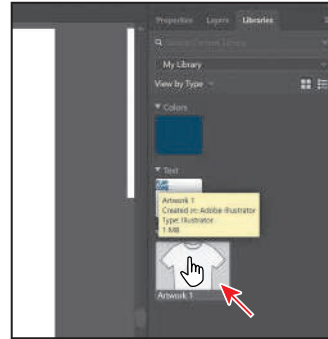 Properties Layers Libraries
My Library
View by Type
Colors
Text
Artwork 1
Created in: Adobe Illustrator
Type: Illustrator
1 MB
Artwork 1